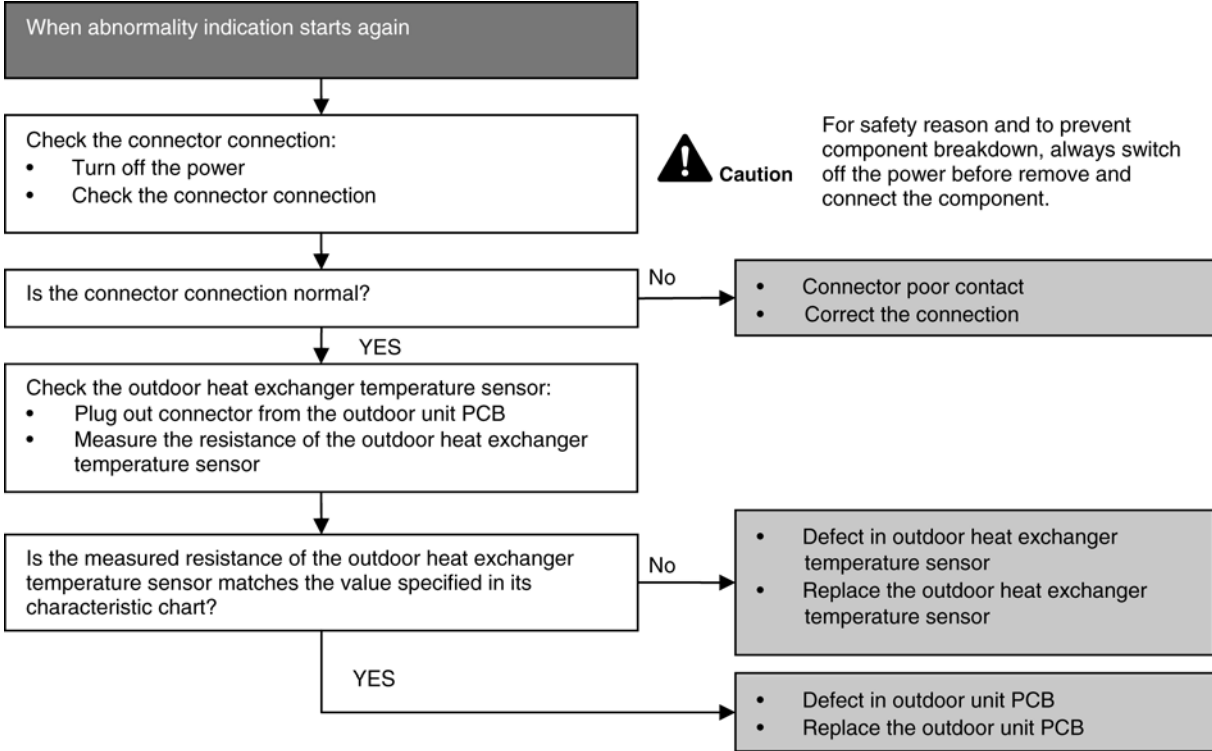 When abnormality indication starts again
Check the connector connection:
• Turn off the power
• Check the connector connection
Caution
For safety reason and to prevent
component breakdown, always switch
off the power before remove and
connect the component.
Is the connector connection normal?
No
• Connector poor contact
• Correct the connection
YES
Check the outdoor heat exchanger temperature sensor:
• Plug out connector from the outdoor unit PCB
• Measure the resistance of the outdoor heat exchanger
temperature sensor
Is the measured resistance of the outdoor heat exchanger
temperature sensor matches the value specified in its
characteristic chart?
No
• Defect in outdoor heat exchanger
temperature sensor
• Replace the outdoor heat exchanger
temperature sensor
YES
• Defect in outdoor unit PCB
• Replace the outdoor unit PCB